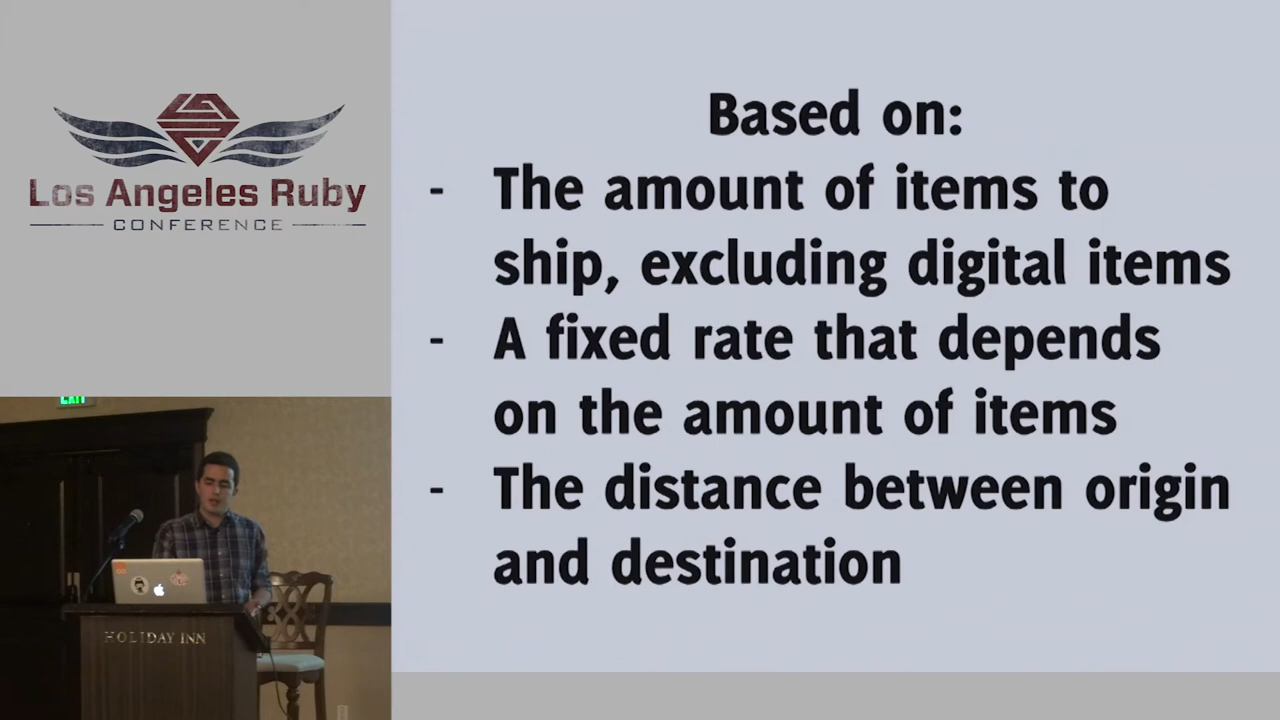 Los Angeles Ruby
CONFERENCE
Based on:
- The amount of items to
ship, excluding digital items
- A fixed rate that depends
on the amount of items
- The distance between origin
and destination
EXIT
HOLIDAY INN